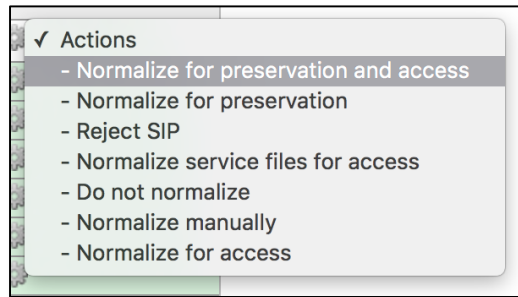 ✓ Actions
- Normalize for preservation and access
- Normalize for preservation
- Reject SIP
- Normalize service files for access
- Do not normalize
- Normalize manually
- Normalize for access